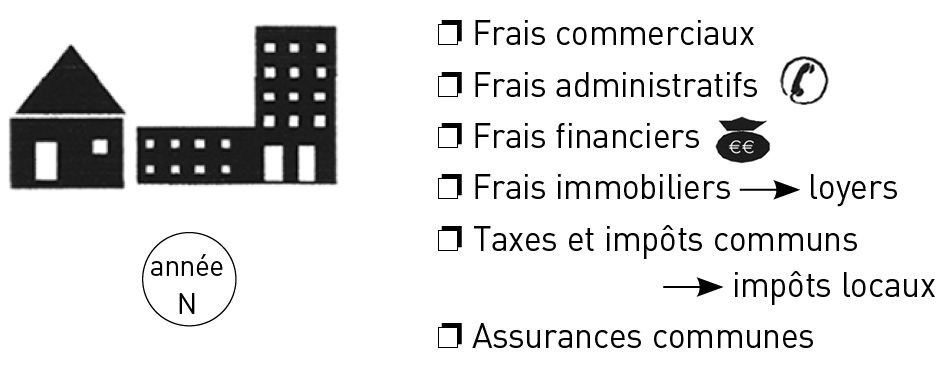 ❐ Frais commerciaux
❐ Frais administratifs
❐ Frais financiers
€€
❐ Frais immobiliers → loyers
❐ Taxes et impôts communs
→ impôts locaux
❐ Assurances communes
année
N